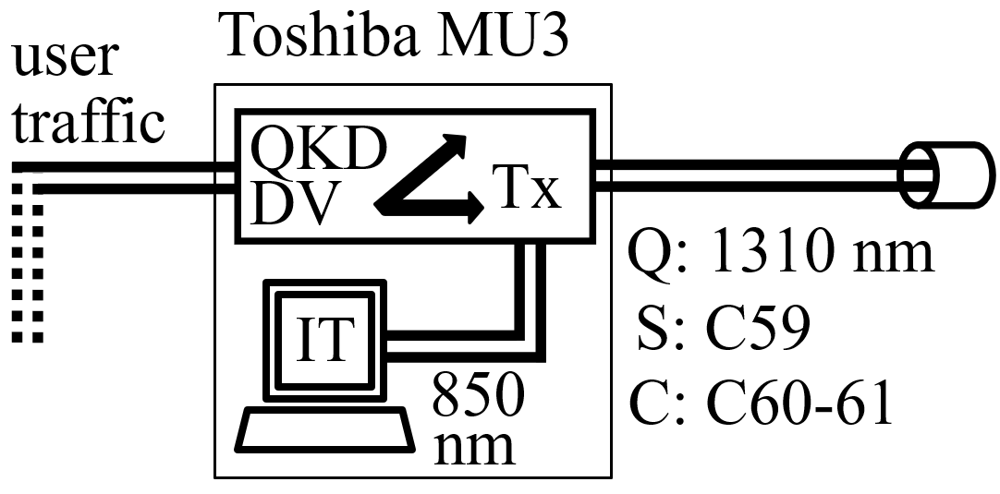 Toshiba MU3
user
traffic
QKD
DV
Tx
IT
850
nm
Q: 1310 nm
S: C59
C: C60-61